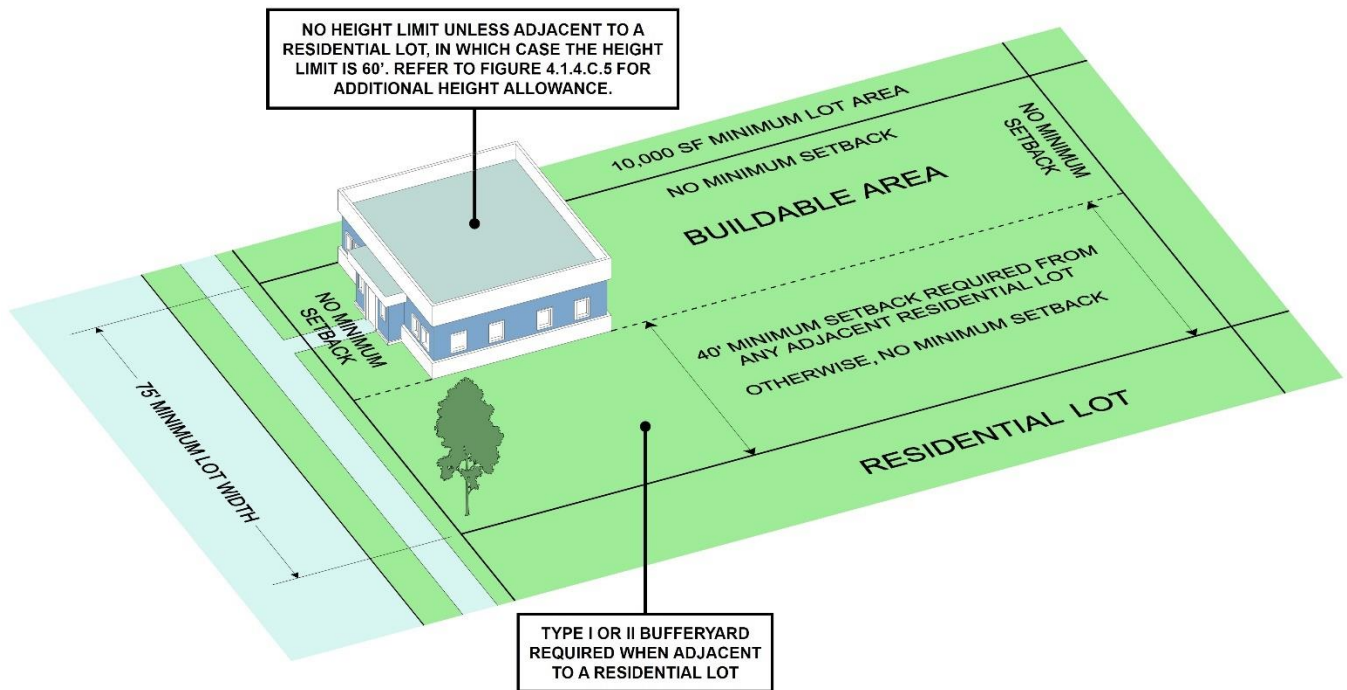 NO HEIGHT LIMIT UNLESS ADJACENT TO A
RESIDENTIAL LOT, IN WHICH CASE THE HEIGHT
LIMIT IS 60'. REFER TO FIGURE 4.1.4.C.5 FOR
ADDITIONAL HEIGHT ALLOWANCE.
10,000 SF MINIMUM LOT AREA
NO MINIMUM SETBACK
NO MINIMUM
SETBACK
BUILDABLE AREA
NO MINIMUM
SETBACK
40' MINIMUM SETBACK REQUIRED FROM
ANY ADJACENT RESIDENTIAL LOT
OTHERWISE, NO MINIMUM SETBACK
75' MINIMUM LOT WIDTH
RESIDENTIAL LOT
TYPE I OR II BUFFERYARD
REQUIRED WHEN ADJACENT
TO A RESIDENTIAL LOT